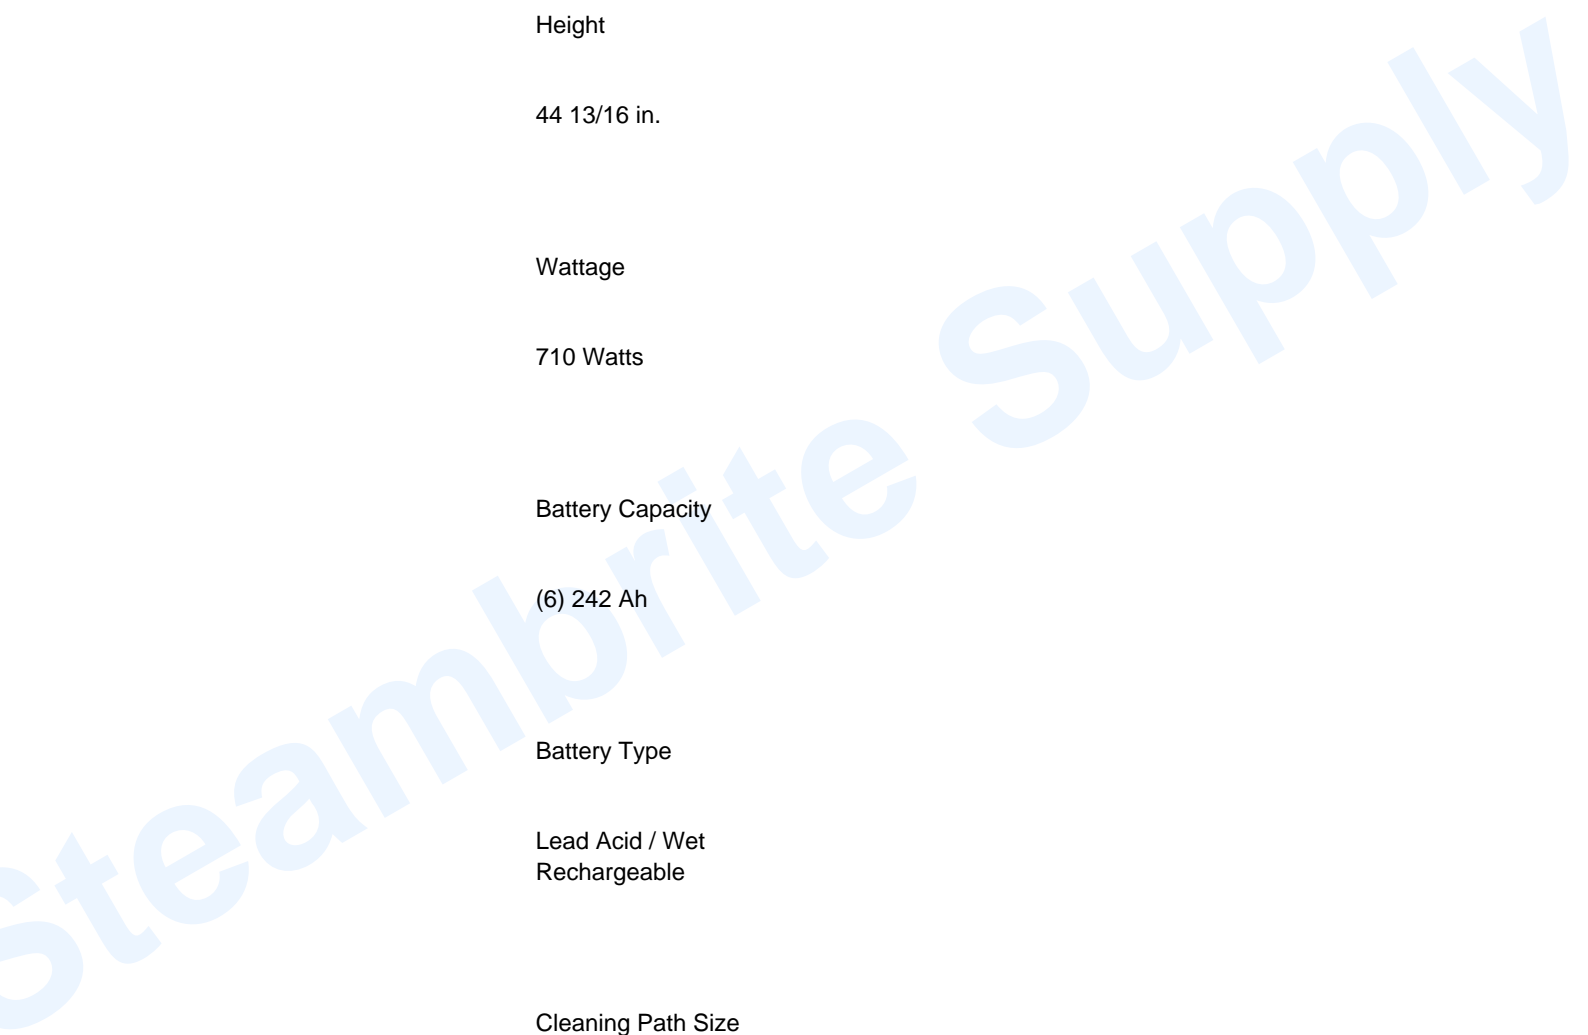 Height
44 13/16 in.
Wattage
710 Watts
Battery Capacity
(6) 242 Ah
Battery Type
Lead Acid / Wet
Rechargeable
Cleaning Path Size
Steambrite Supply